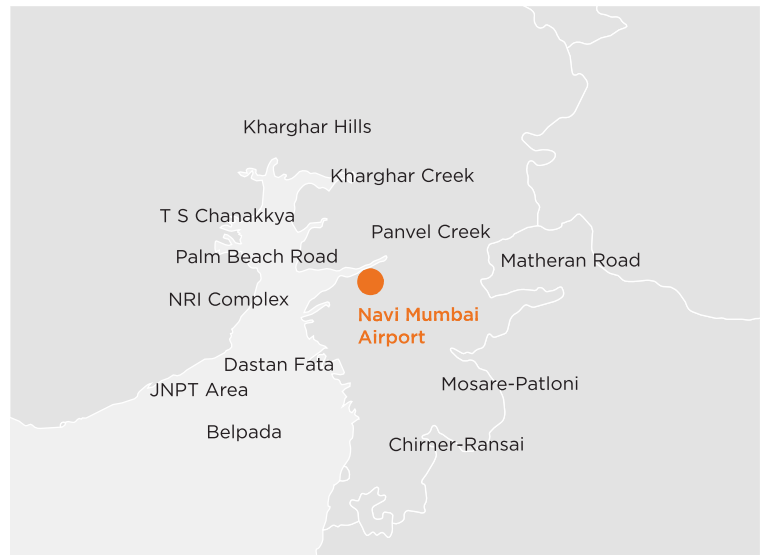 Kharghar Hills
Kharghar Creek
T S Chanakkya
Panvel Creek
Palm Beach Road
Matheran Road
NRI Complex
Navi Mumbai
Airport
Dastan Fata
JNPT Area
Mosare-Patloni
Belpada
Chirner-Ransai